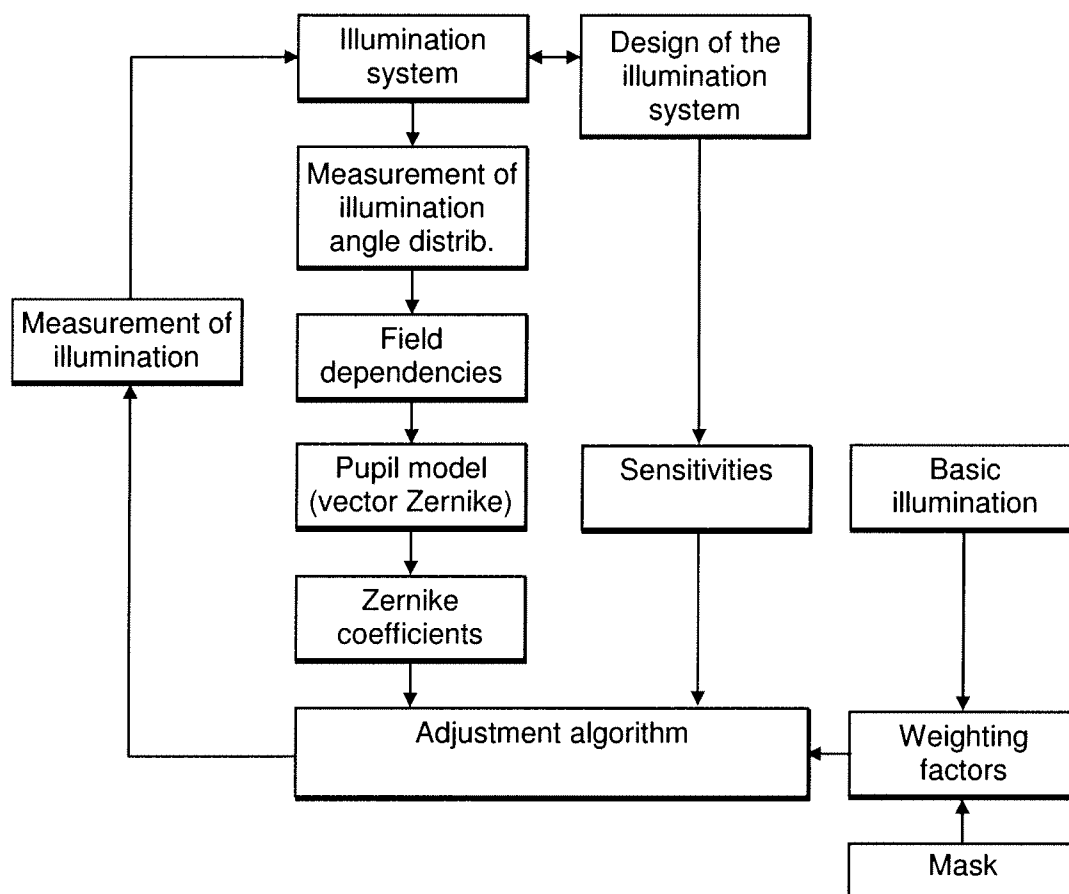 Illumination
system
Design of the
illumination
system
Measurement of
illumination
angle distrib.
Measurement of
illumination
Field
dependencies
Pupil model
(vector Zernike)
Sensitivities
Basic
illumination
Zernike
coefficients
Adjustment algorithm
Weighting
factors
Mask